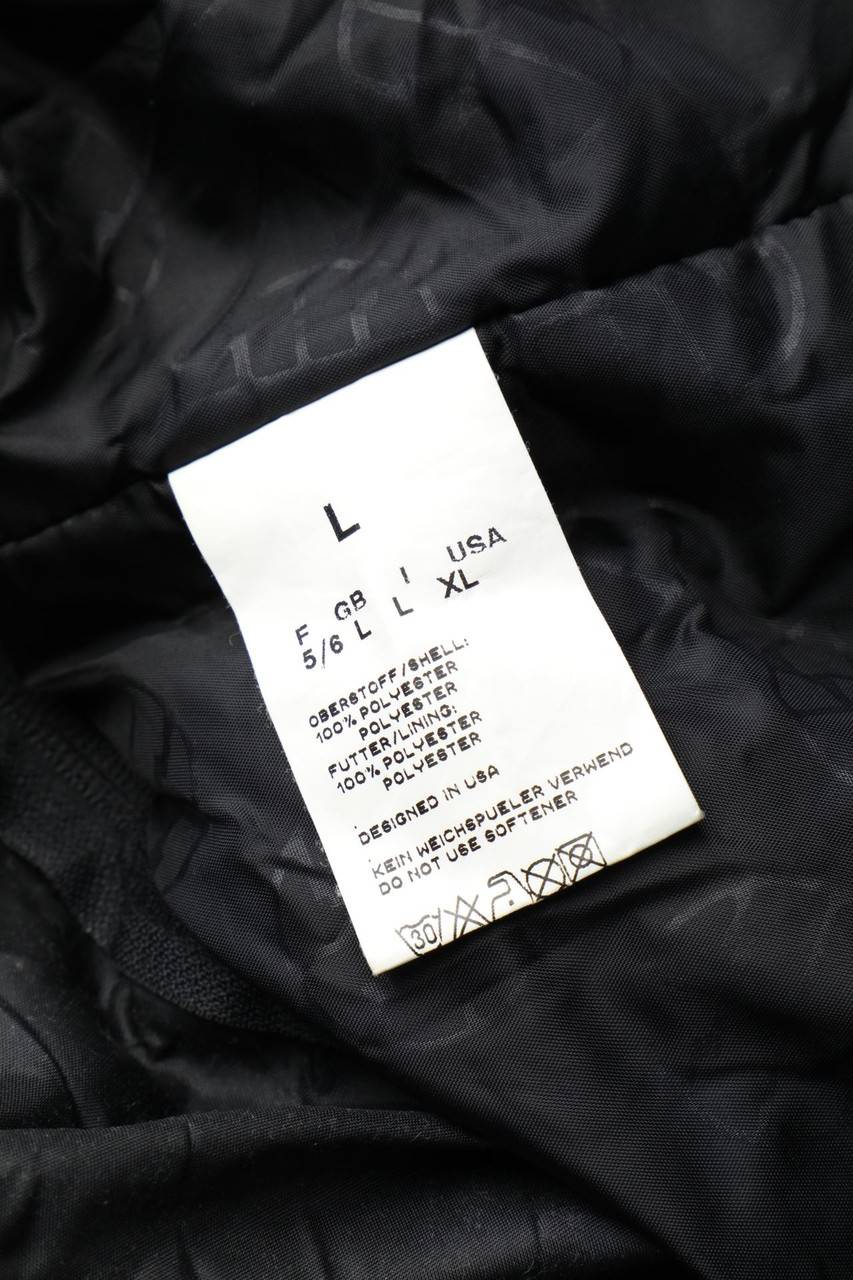 L
F GB I USA
5/6 L L XL
OBERSTOFF/SHELL:
100% POLYESTER
POLYESTER
FUTTER/LINING:
100% POLYESTER
POLYESTER
DESIGNED IN USA
KEIN WEICHSPUELER VERWEND
DO NOT USE SOFTENER
30